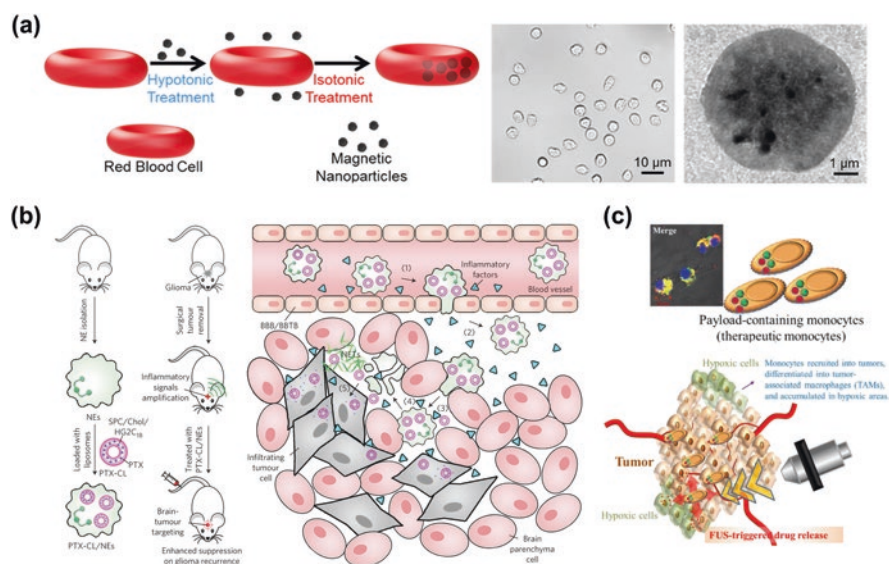 (a)
Hypotonic
Treatment
Isotonic
Treatment
Red Blood Cell
Magnetic
Nanoparticles
10 μm
1 μm
(b)
NE isolation
NEs
Loaded with
liposomes
SPC/Chol/
HG2C18
PTX
PTX-CL
PTX-CL/NEs
Glioma
Surgical
tumour
removal
Inflammatory
signals
amplification
Treated with
PTX-CL/NEs
Brain-
tumour
targeting
Enhanced suppression
on glioma recurrence
(1)
Inflammatory
factors
Blood vessel
BBB/BBTB
(2)
NETs
(5)
(4)
(3)
Infiltrating
tumour
cell
Brain
parenchyma
cell
(c)
Merge
Payload-containing monocytes
(therapeutic monocytes)
Hypoxic cells
Monocytes recruited into tumors,
differentiated into tumor-
associated macrophages (TAMs),
and accumulated in hypoxic areas.
Tumor
Hypoxic cells
FUS-triggered drug release